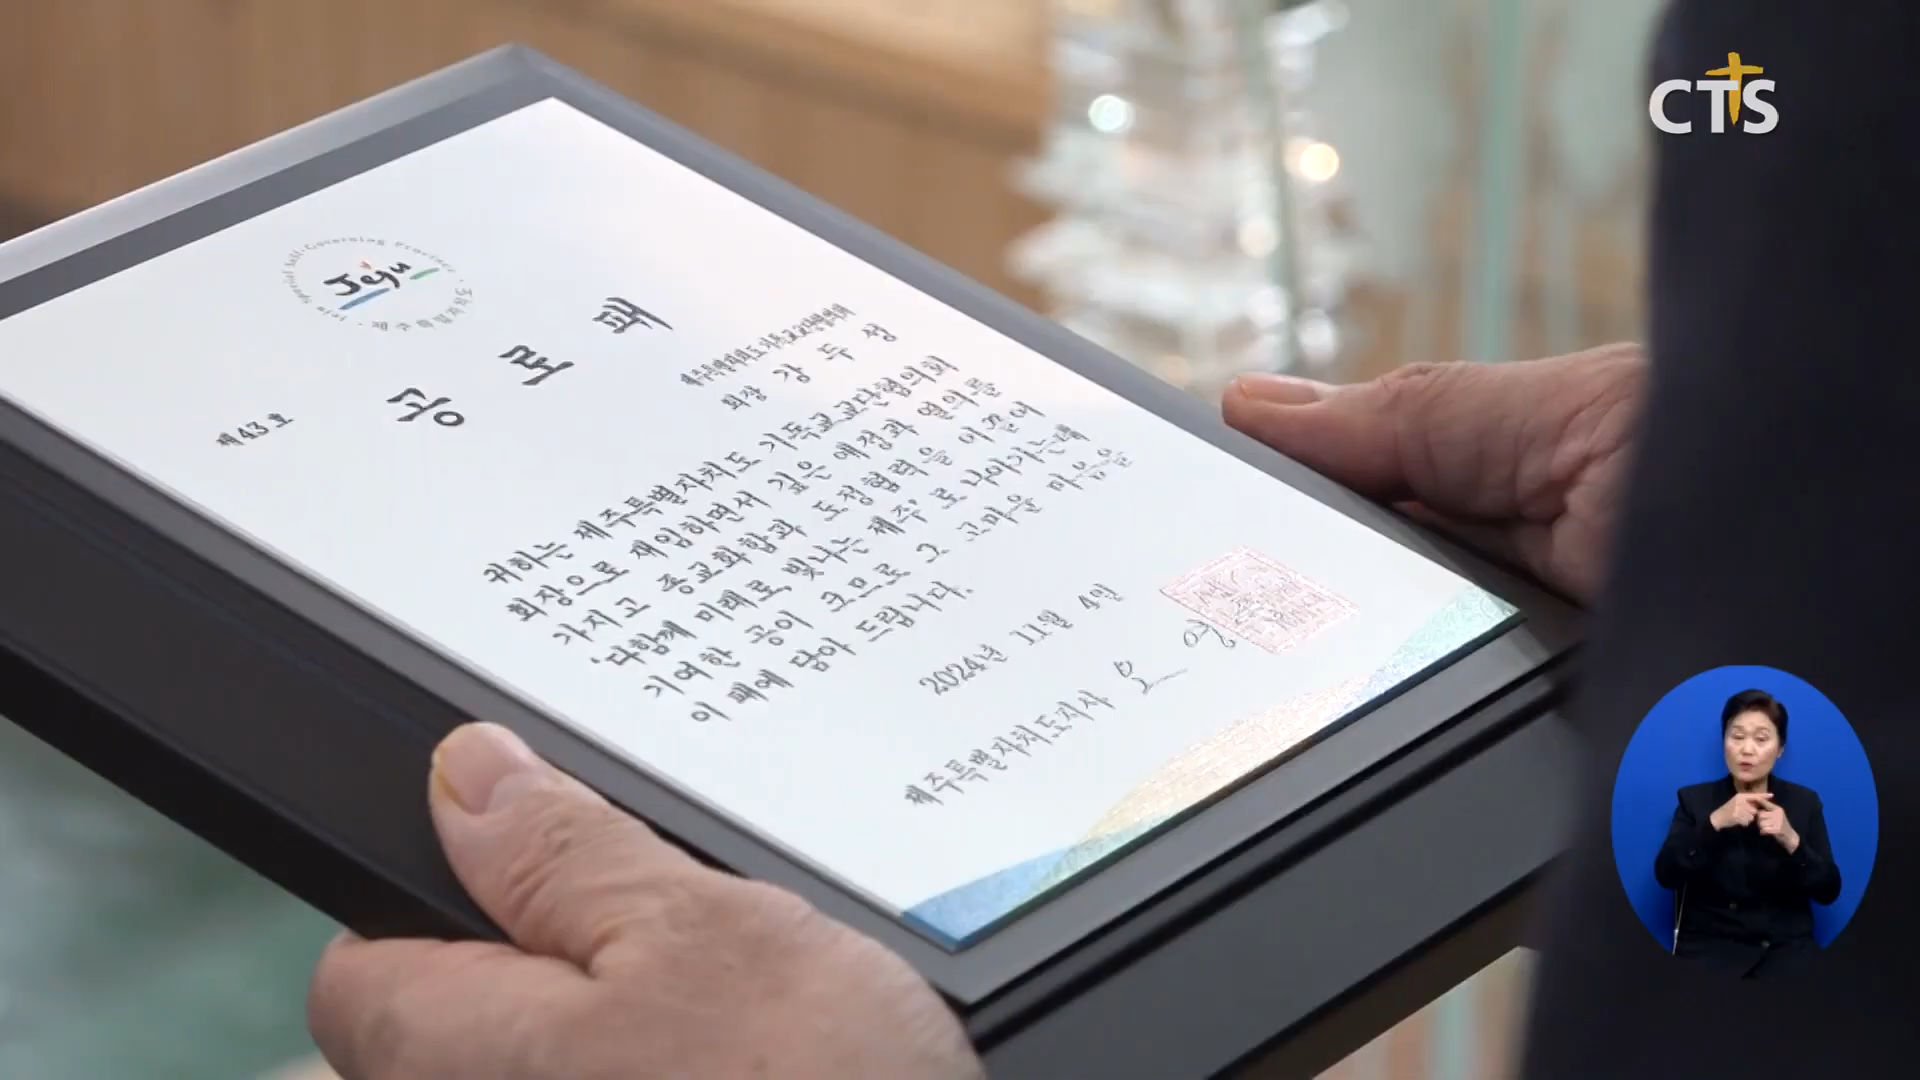 CTS
Jeju
제43호
공로패
제주특별자치도기독교교단협의회
회장 강두성
귀하는 제주특별자치도 기독교교단협의회
회장으로 재임하면서 깊은 애정과 열의를
가지고 종교화합과 도정협력을 이끌어
'다함께 미래로, 빛나는 제주'로 나아가는데
기여한 공이 크므로 그 고마운 마음을
이 패에 담아 드립니다.
2024년 11월 4일
제주특별자치도지사 오 영